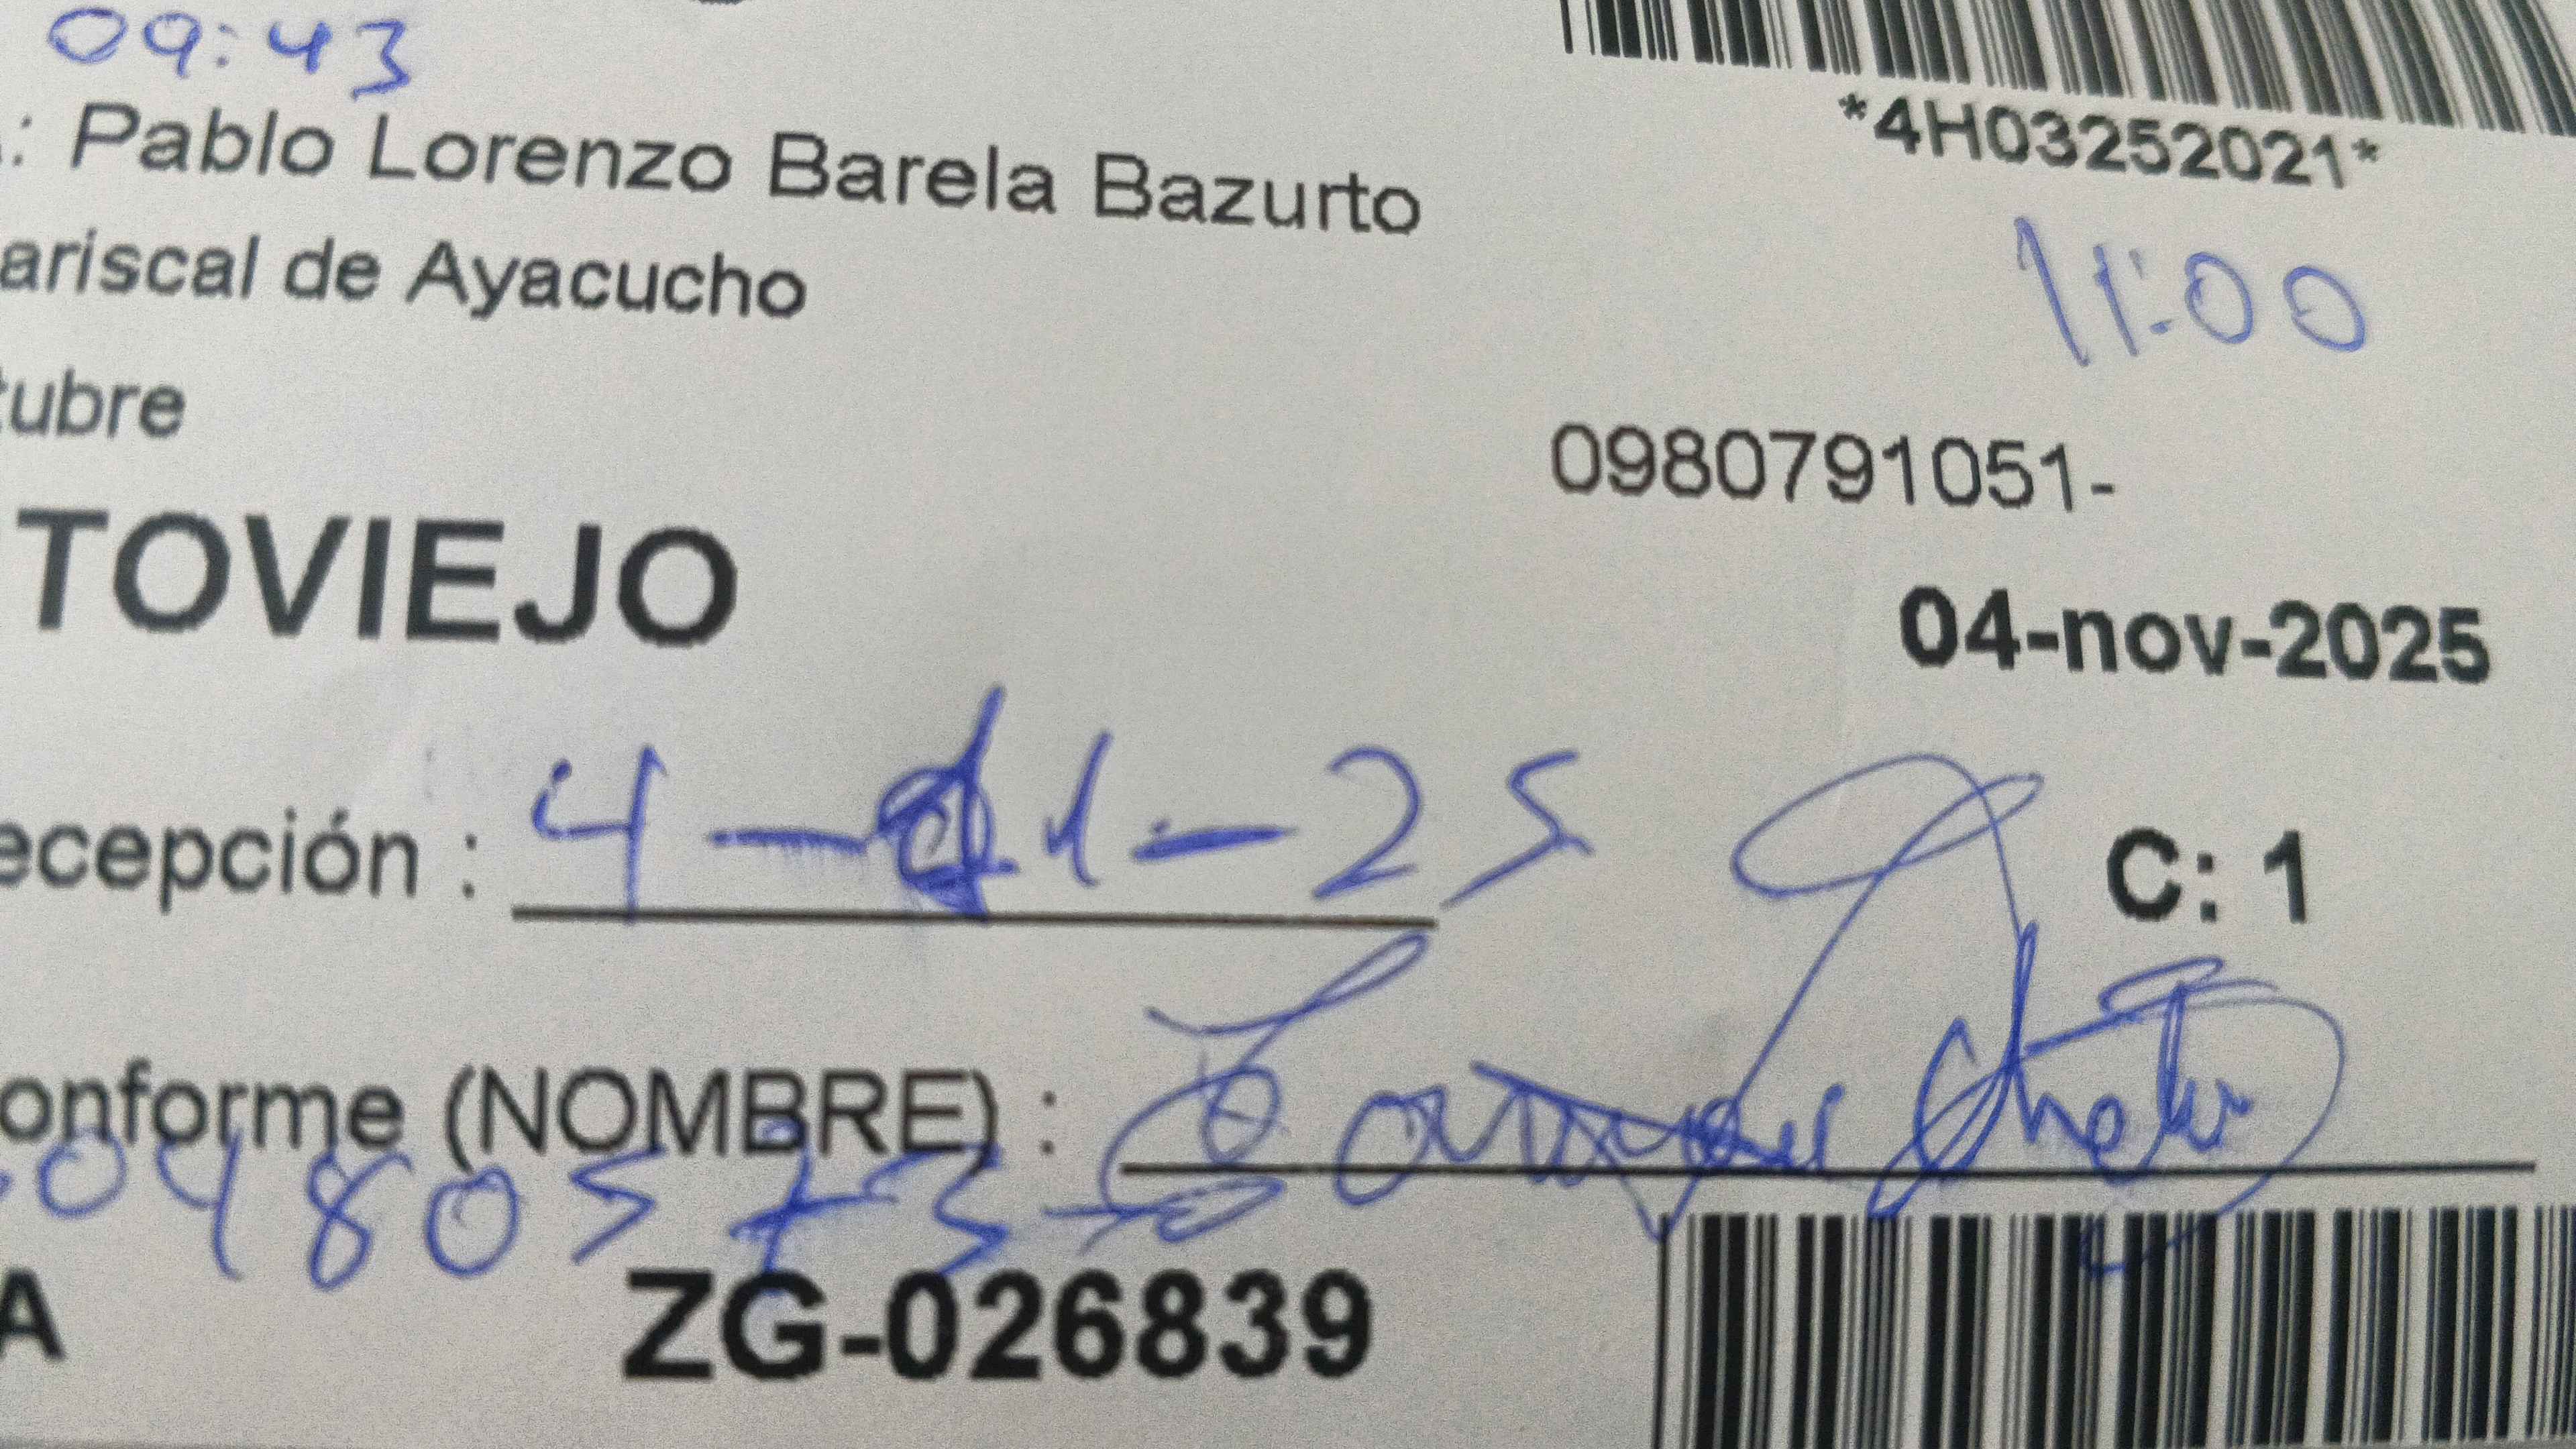 09:43
*4H03252021*
.: Pablo Lorenzo Barela Bazurto
ariscal de Ayacucho
11:00
tubre
0980791051-
TOVIEJO
04-nov-2025
ecepción : 4-11-25
C: 1
onforme (NOMBRE) :
0480573
A
ZG-026839